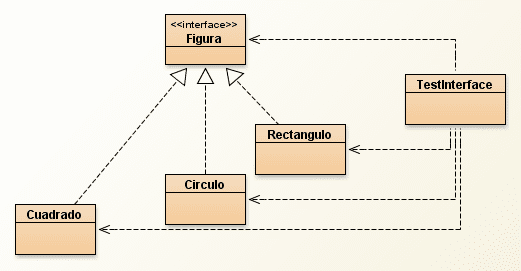 <<interface>>
Figura
TestInterface
Rectangulo
Circulo
Cuadrado